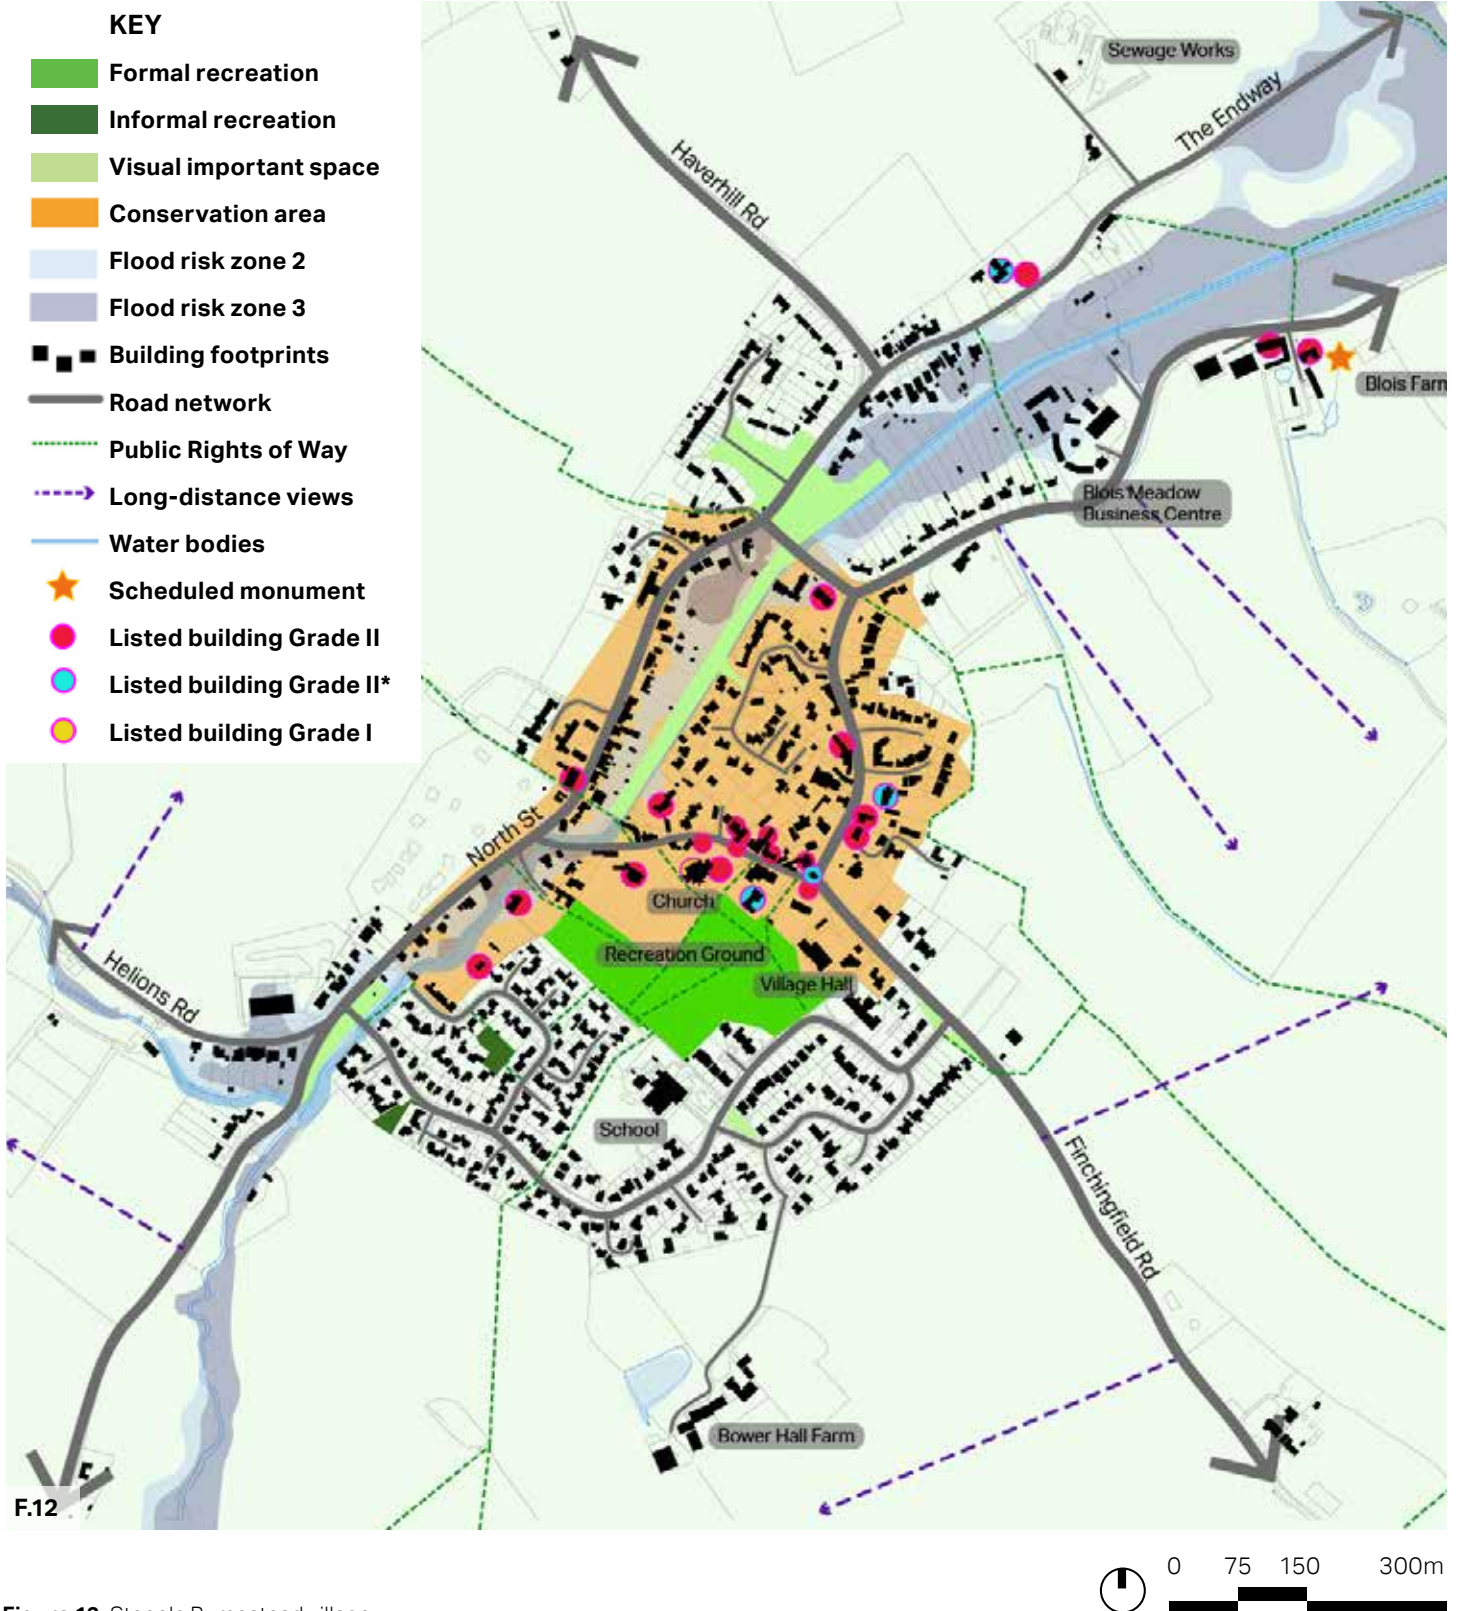 KEY
Formal recreation
Informal recreation
Visual important space
Conservation area
Flood risk zone 2
Flood risk zone 3
Building footprints
Road network
Public Rights of Way
Long-distance views
Water bodies
Scheduled monument
Listed building Grade II
Listed building Grade II*
Listed building Grade I
Sewage Works
The Endway
Haverhill Rd
Blois Farm
Blois Meadow
Business Centre
North St
Church
Recreation Ground
Village Hall
Helions Rd
School
Finchingfield Rd
Bower Hall Farm
F.12
0 75 150 300m